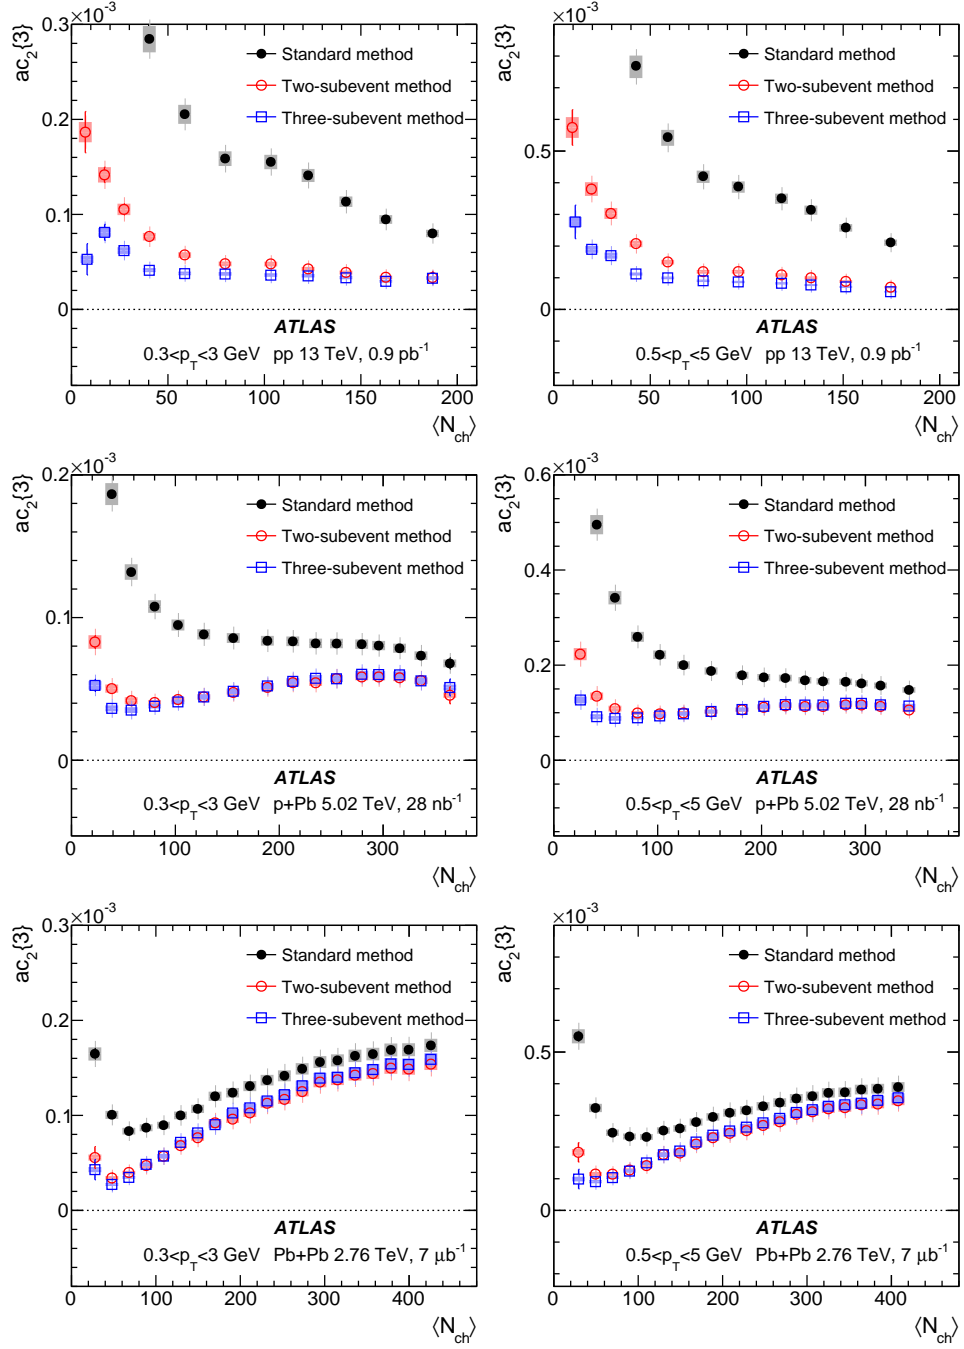 ×10⁻³
ac₂{3}
0.3
0.2
0.1
0
Standard method
Two-subevent method
Three-subevent method
ATLAS
0.3<p_T<3 GeV pp 13 TeV, 0.9 pb⁻¹
0 50 100 150 200
⟨N_ch⟩
×10⁻³
ac₂{3}
0.5
0
Standard method
Two-subevent method
Three-subevent method
ATLAS
0.5<p_T<5 GeV pp 13 TeV, 0.9 pb⁻¹
0 50 100 150 200
⟨N_ch⟩
×10⁻³
ac₂{3}
0.2
0.1
0
Standard method
Two-subevent method
Three-subevent method
ATLAS
0.3<p_T<3 GeV p+Pb 5.02 TeV, 28 nb⁻¹
0 100 200 300
⟨N_ch⟩
×10⁻³
ac₂{3}
0.6
0.4
0.2
0
Standard method
Two-subevent method
Three-subevent method
ATLAS
0.5<p_T<5 GeV p+Pb 5.02 TeV, 28 nb⁻¹
0 100 200 300
⟨N_ch⟩
×10⁻³
ac₂{3}
0.3
0.2
0.1
0
Standard method
Two-subevent method
Three-subevent method
ATLAS
0.3<p_T<3 GeV Pb+Pb 2.76 TeV, 7 μb⁻¹
0 100 200 300 400
⟨N_ch⟩
×10⁻³
ac₂{3}
0.5
0
Standard method
Two-subevent method
Three-subevent method
ATLAS
0.5<p_T<5 GeV Pb+Pb 2.76 TeV, 7 μb⁻¹
0 100 200 300 400
⟨N_ch⟩